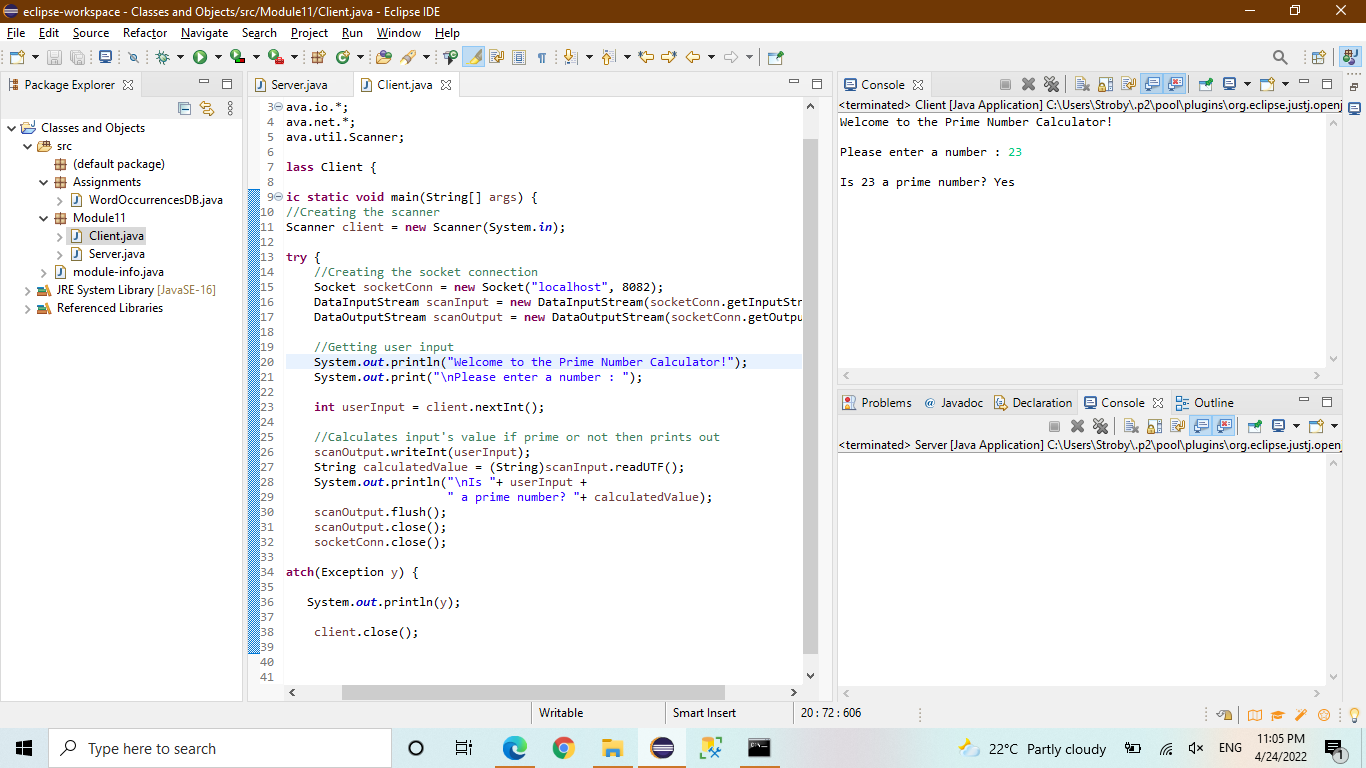 eclipse-workspace - Classes and Objects/src/Module11/Client.java - Eclipse IDE
File Edit Source Refactor Navigate Search Project Run Window Help
Package Explorer
Classes and Objects
src
(default package)
Assignments
WordOccurrencesDB.java
Module11
Client.java
Server.java
module-info.java
JRE System Library [JavaSE-16]
Referenced Libraries
Server.java Client.java
3 ava.io.*;
4 ava.net.*;
5 ava.util.Scanner;
6
7 lass Client {
8
9 ic static void main(String[] args) {
10 //Creating the scanner
11 Scanner client = new Scanner(System.in);
12
13 try {
14 //Creating the socket connection
15 Socket socketConn = new Socket("localhost", 8082);
16 DataInputStream scanInput = new DataInputStream(socketConn.getInputStr
17 DataOutputStream scanOutput = new DataOutputStream(socketConn.getOutpu
18
19 //Getting user input
20 System.out.println("Welcome to the Prime Number Calculator!");
21 System.out.print("\nPlease enter a number : ");
22
23 int userInput = client.nextInt();
24
25 //Calculates input's value if prime or not then prints out
26 scanOutput.writeInt(userInput);
27 String calculatedValue = (String)scanInput.readUTF();
28 System.out.println("\nIs "+ userInput +
29 " a prime number? "+ calculatedValue);
30 scanOutput.flush();
31 scanOutput.close();
32 socketConn.close();
33
34 atch(Exception y) {
35
36 System.out.println(y);
37
38 client.close();
39
40
41
Console
<terminated> Client [Java Application] C:\Users\Stroby\.p2\pool\plugins\org.eclipse.justj.openj
Welcome to the Prime Number Calculator!
Please enter a number : 23
Is 23 a prime number? Yes
Problems Javadoc Declaration Console Outline
<terminated> Server [Java Application] C:\Users\Stroby\.p2\pool\plugins\org.eclipse.justj.openj
Writable Smart Insert 20 : 72 : 606
Type here to search
22°C Partly cloudy
ENG
11:05 PM
4/24/2022
1